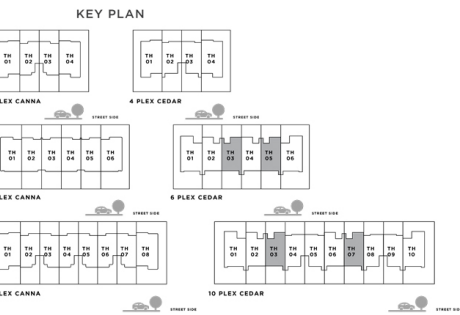 KEY PLAN
TH 01 TH 02 TH 03 TH 04
TH 01 TH 02 TH 03 TH 04
LEX CANNA
4 PLEX CEDAR
STREET SIDE
STREET SIDE
TH 01 TH 02 TH 03 TH 04 TH 05 TH 06
TH 01 TH 02 TH 03 TH 04 TH 05 TH 06
LEX CANNA
6 PLEX CEDAR
STREET SIDE
STREET SIDE
TH 01 TH 02 TH 03 TH 04 TH 05 TH 06 TH 07 TH 08
TH 01 TH 02 TH 03 TH 04 TH 05 TH 06 TH 07 TH 08 TH 09 TH 10
LEX CANNA
10 PLEX CEDAR
STREET SIDE
STREET SIDE